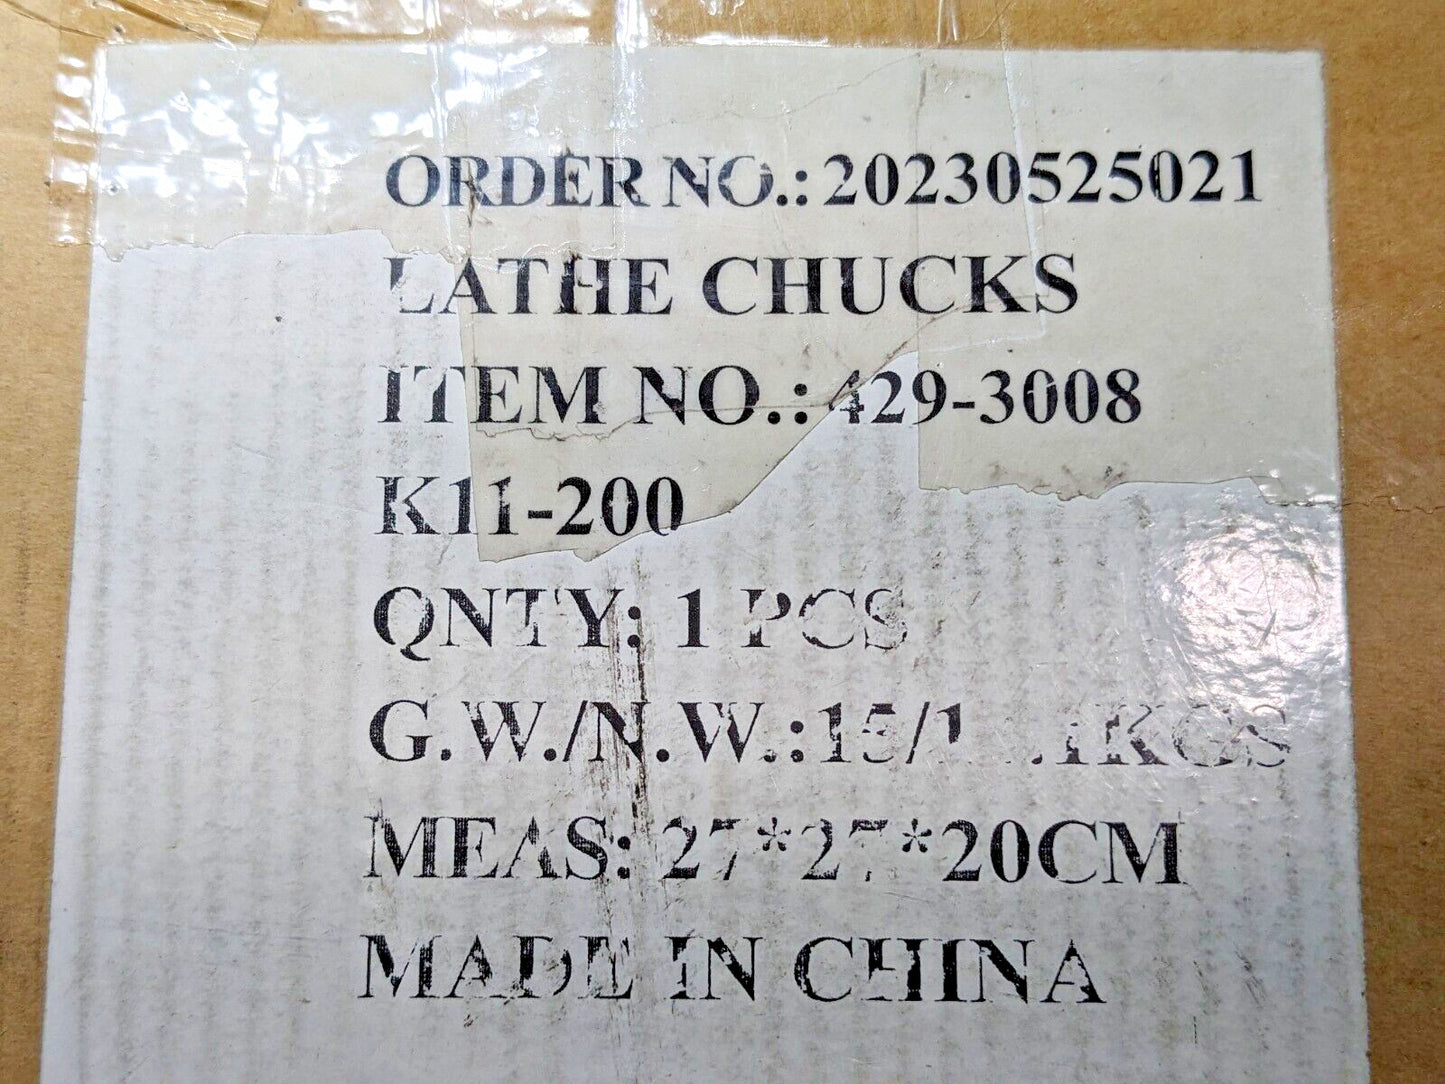 ORDER NO.: 20230525021
LATHE CHUCKS
ITEM NO.: 429-3008
K11-200
QNTY: 1 PCS
G.W./N.W.:15/
MEAS: 27*27*20CM
MADE IN CHINA